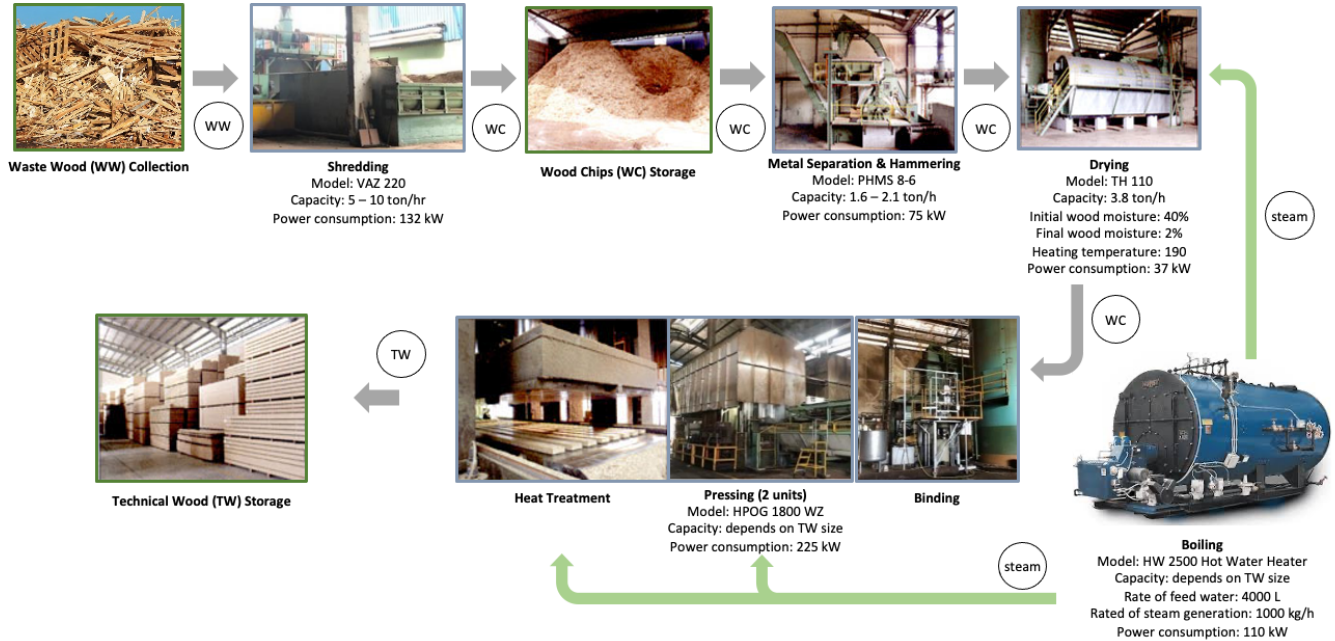 WW
WC
WC
WC
Waste Wood (WW) Collection
Shredding
Model: VAZ 220
Capacity: 5 – 10 ton/hr
Power consumption: 132 kW
Wood Chips (WC) Storage
Metal Separation & Hammering
Model: PHMS 8-6
Capacity: 1.6 – 2.1 ton/h
Power consumption: 75 kW
Drying
Model: TH 110
Capacity: 3.8 ton/h
Initial wood moisture: 40%
Final wood moisture: 2%
Heating temperature: 190
Power consumption: 37 kW
steam
WC
TW
Technical Wood (TW) Storage
Heat Treatment
Pressing (2 units)
Model: HPOG 1800 WZ
Capacity: depends on TW size
Power consumption: 225 kW
Binding
steam
Boiling
Model: HW 2500 Hot Water Heater
Capacity: depends on TW size
Rate of feed water: 4000 L
Rated of steam generation: 1000 kg/h
Power consumption: 110 kW